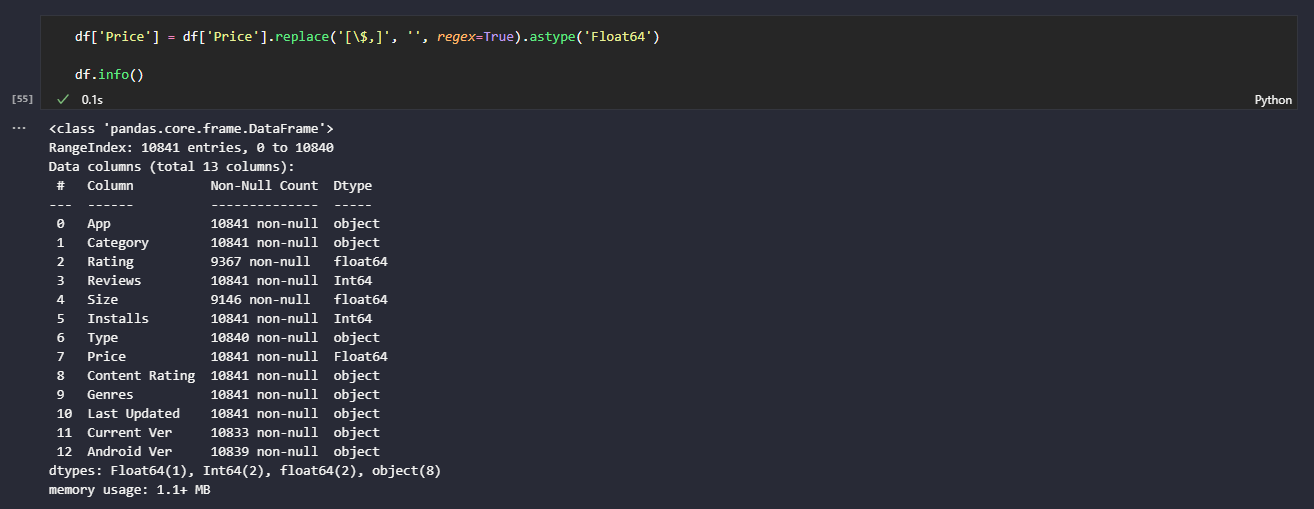 df['Price'] = df['Price'].replace('[\$,]', '', regex=True).astype('Float64')
df.info()
[55] ✓ 0.1s Python
... <class 'pandas.core.frame.DataFrame'>
RangeIndex: 10841 entries, 0 to 10840
Data columns (total 13 columns):
 #   Column          Non-Null Count  Dtype
---  ------          --------------  -----
 0   App             10841 non-null  object
 1   Category        10841 non-null  object
 2   Rating          9367 non-null   float64
 3   Reviews         10841 non-null  Int64
 4   Size            9146 non-null   float64
 5   Installs        10841 non-null  Int64
 6   Type            10840 non-null  object
 7   Price           10841 non-null  Float64
 8   Content Rating  10841 non-null  object
 9   Genres          10841 non-null  object
 10  Last Updated    10841 non-null  object
 11  Current Ver     10833 non-null  object
 12  Android Ver     10839 non-null  object
dtypes: Float64(1), Int64(2), float64(2), object(8)
memory usage: 1.1+ MB